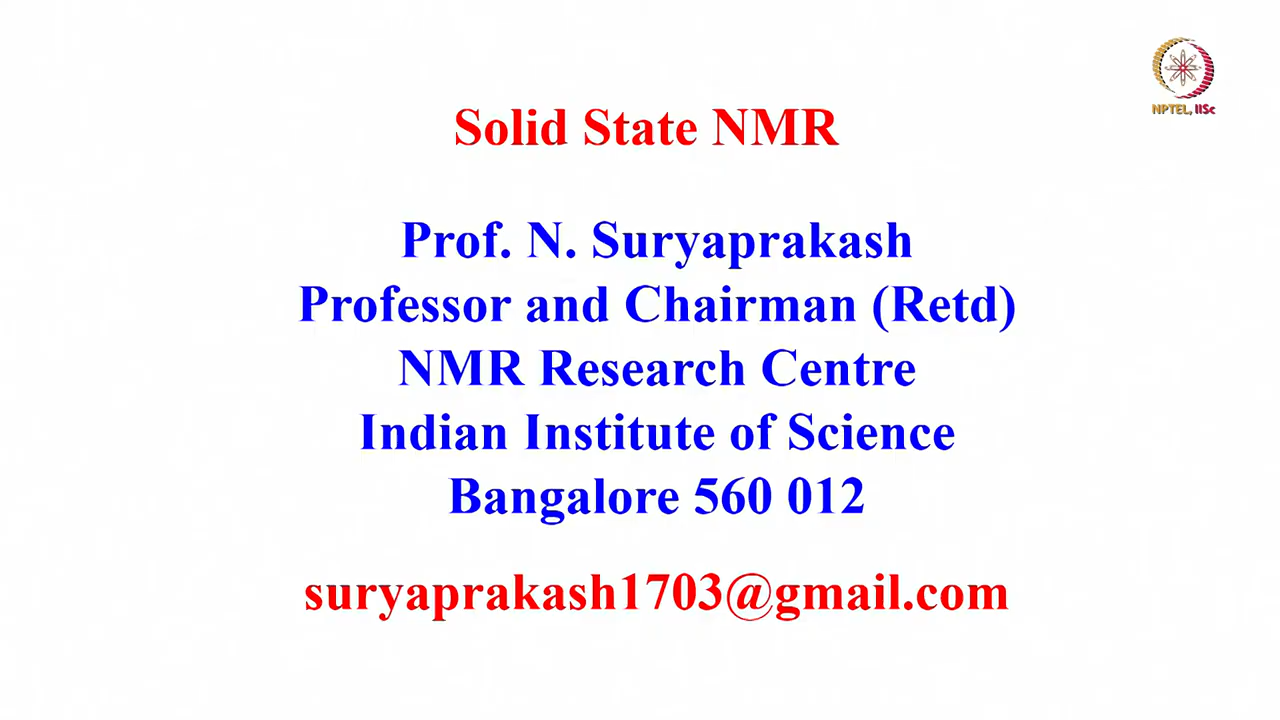 NPTEL, IISc
Solid State NMR
Prof. N. Suryaprakash
Professor and Chairman (Retd)
NMR Research Centre
Indian Institute of Science
Bangalore 560 012
suryaprakash1703@gmail.com